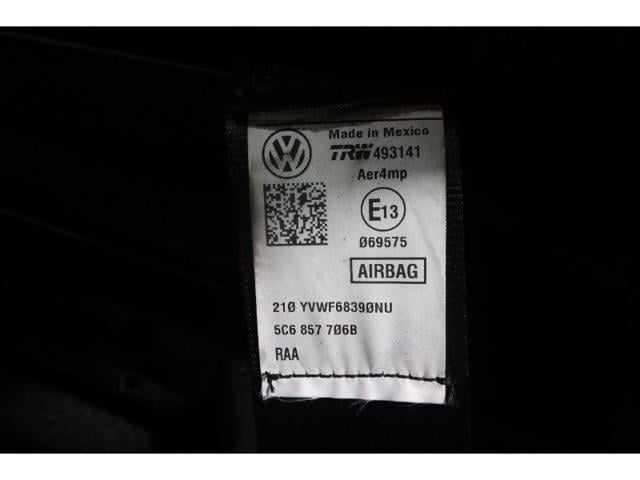 Made in Mexico
TRW 493141
Aer4mp
E13
Ø69575
AIRBAG
21Ø YVWF6839ØNU
5C6 857 7Ø6B
RAA